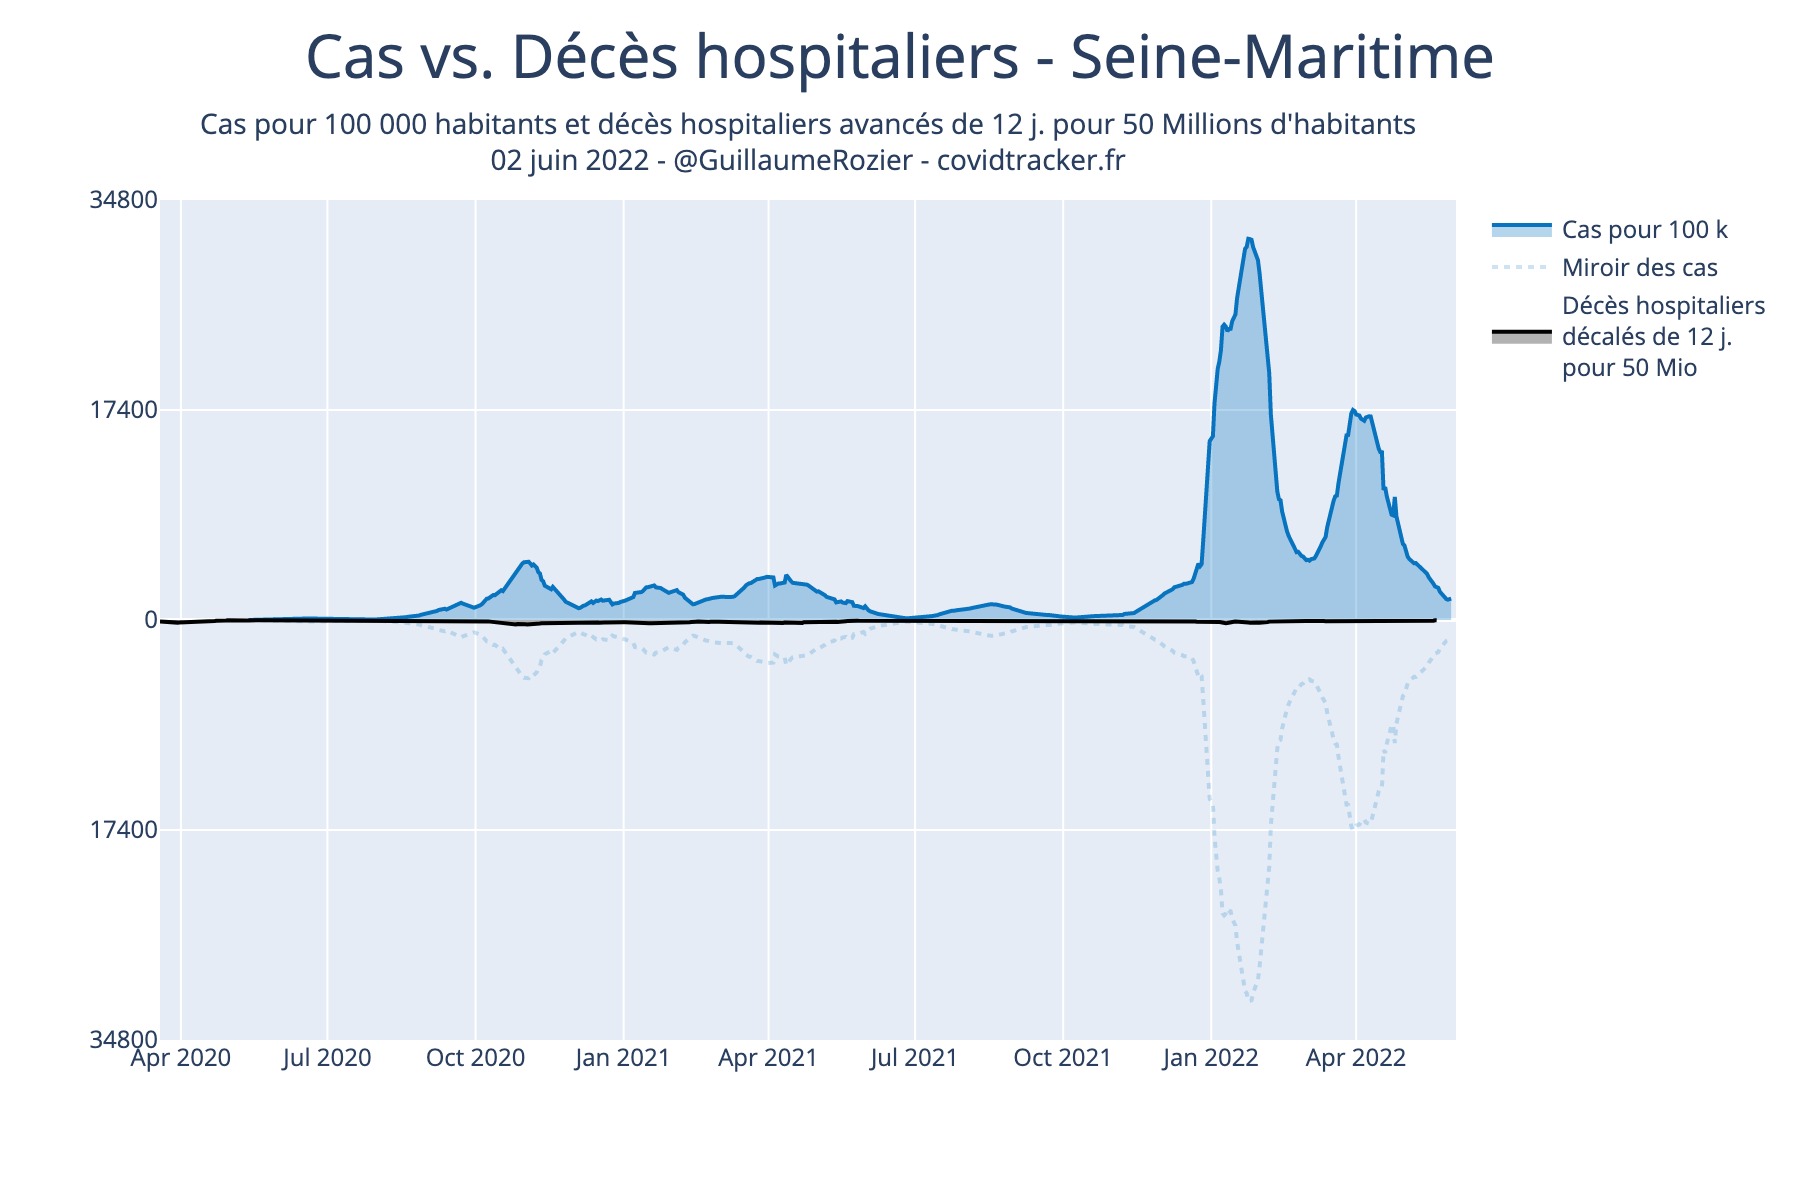 Cas vs. Décès hospitaliers - Seine-Maritime
Cas pour 100 000 habitants et décès hospitaliers avancés de 12 j. pour 50 Millions d'habitants
02 juin 2022 - @GuillaumeRozier - covidtracker.fr
34800
17400
0
17400
34800
Apr 2020
Jul 2020
Oct 2020
Jan 2021
Apr 2021
Jul 2021
Oct 2021
Jan 2022
Apr 2022
Cas pour 100 k
Miroir des cas
Décès hospitaliers
décalés de 12 j.
pour 50 Mio